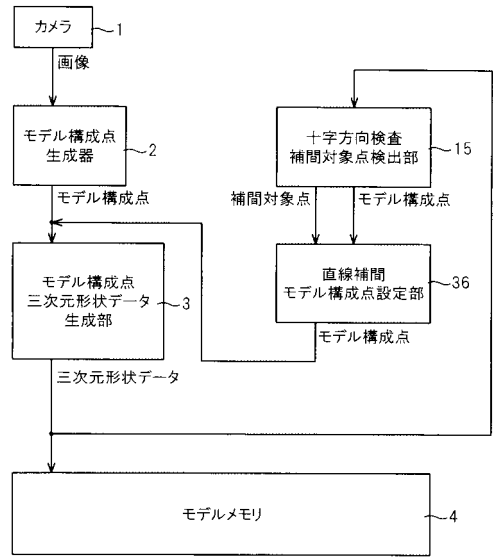 カメラ
1
画像
モデル構成点
生成器
2
モデル構成点
十字方向検査
補間対象点検出部
15
補間対象点
モデル構成点
モデル構成点
三次元形状データ
生成部
3
直線補間
モデル構成点設定部
36
モデル構成点
三次元形状データ
モデルメモリ
4